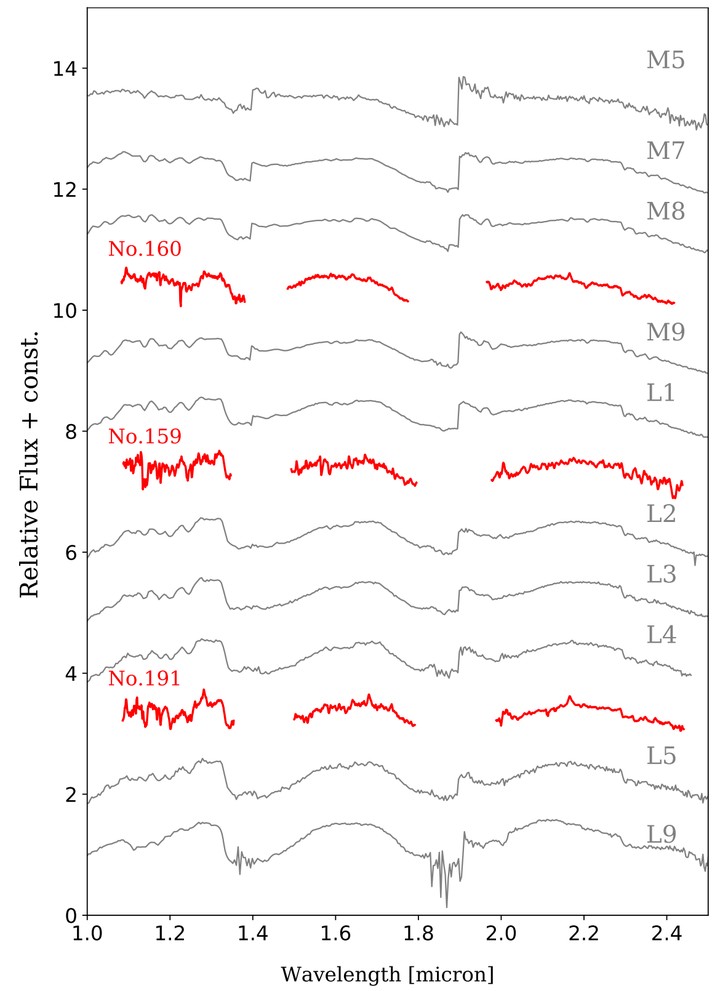 14
M5
M7
12
M8
No.160
10
M9
L1
8
No.159
L2
6
L3
L4
4
No.191
L5
2
L9
0
1.0 1.2 1.4 1.6 1.8 2.0 2.2 2.4
Wavelength [micron]
Relative Flux + const.